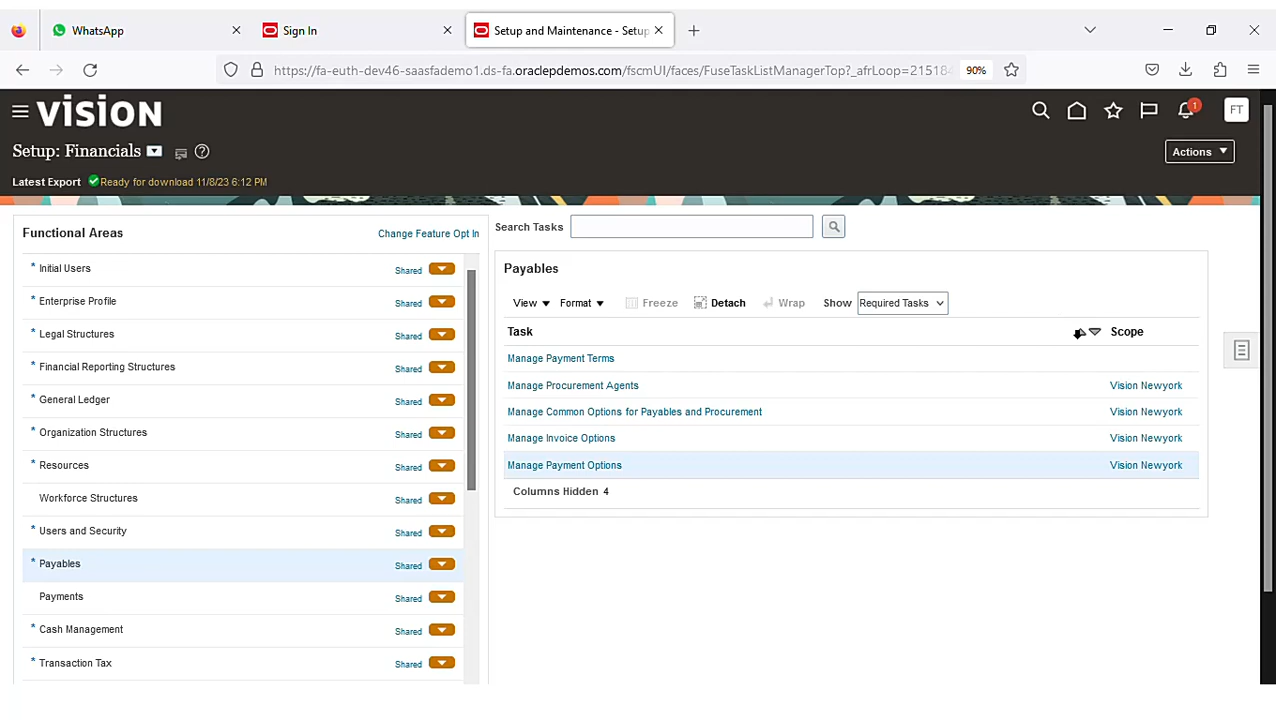 WhatsApp
Sign In
Setup and Maintenance - Setup
https://fa-euth-dev46-saasfademo1.ds-fa.oraclepdemos.com/fscmUI/faces/FuseTaskListManagerTop?_afrLoop=215184
90%
VISION
1
FT
Setup: Financials
Actions
Latest Export Ready for download 11/8/23 6:12 PM
Functional Areas
Change Feature Opt In
* Initial Users Shared
* Enterprise Profile Shared
* Legal Structures Shared
* Financial Reporting Structures Shared
* General Ledger Shared
* Organization Structures Shared
* Resources Shared
Workforce Structures Shared
* Users and Security Shared
* Payables Shared
Payments Shared
* Cash Management Shared
* Transaction Tax Shared
Search Tasks
Payables
View Format Freeze Detach Wrap Show Required Tasks
Task Scope
Manage Payment Terms
Manage Procurement Agents Vision Newyork
Manage Common Options for Payables and Procurement Vision Newyork
Manage Invoice Options Vision Newyork
Manage Payment Options Vision Newyork
Columns Hidden 4